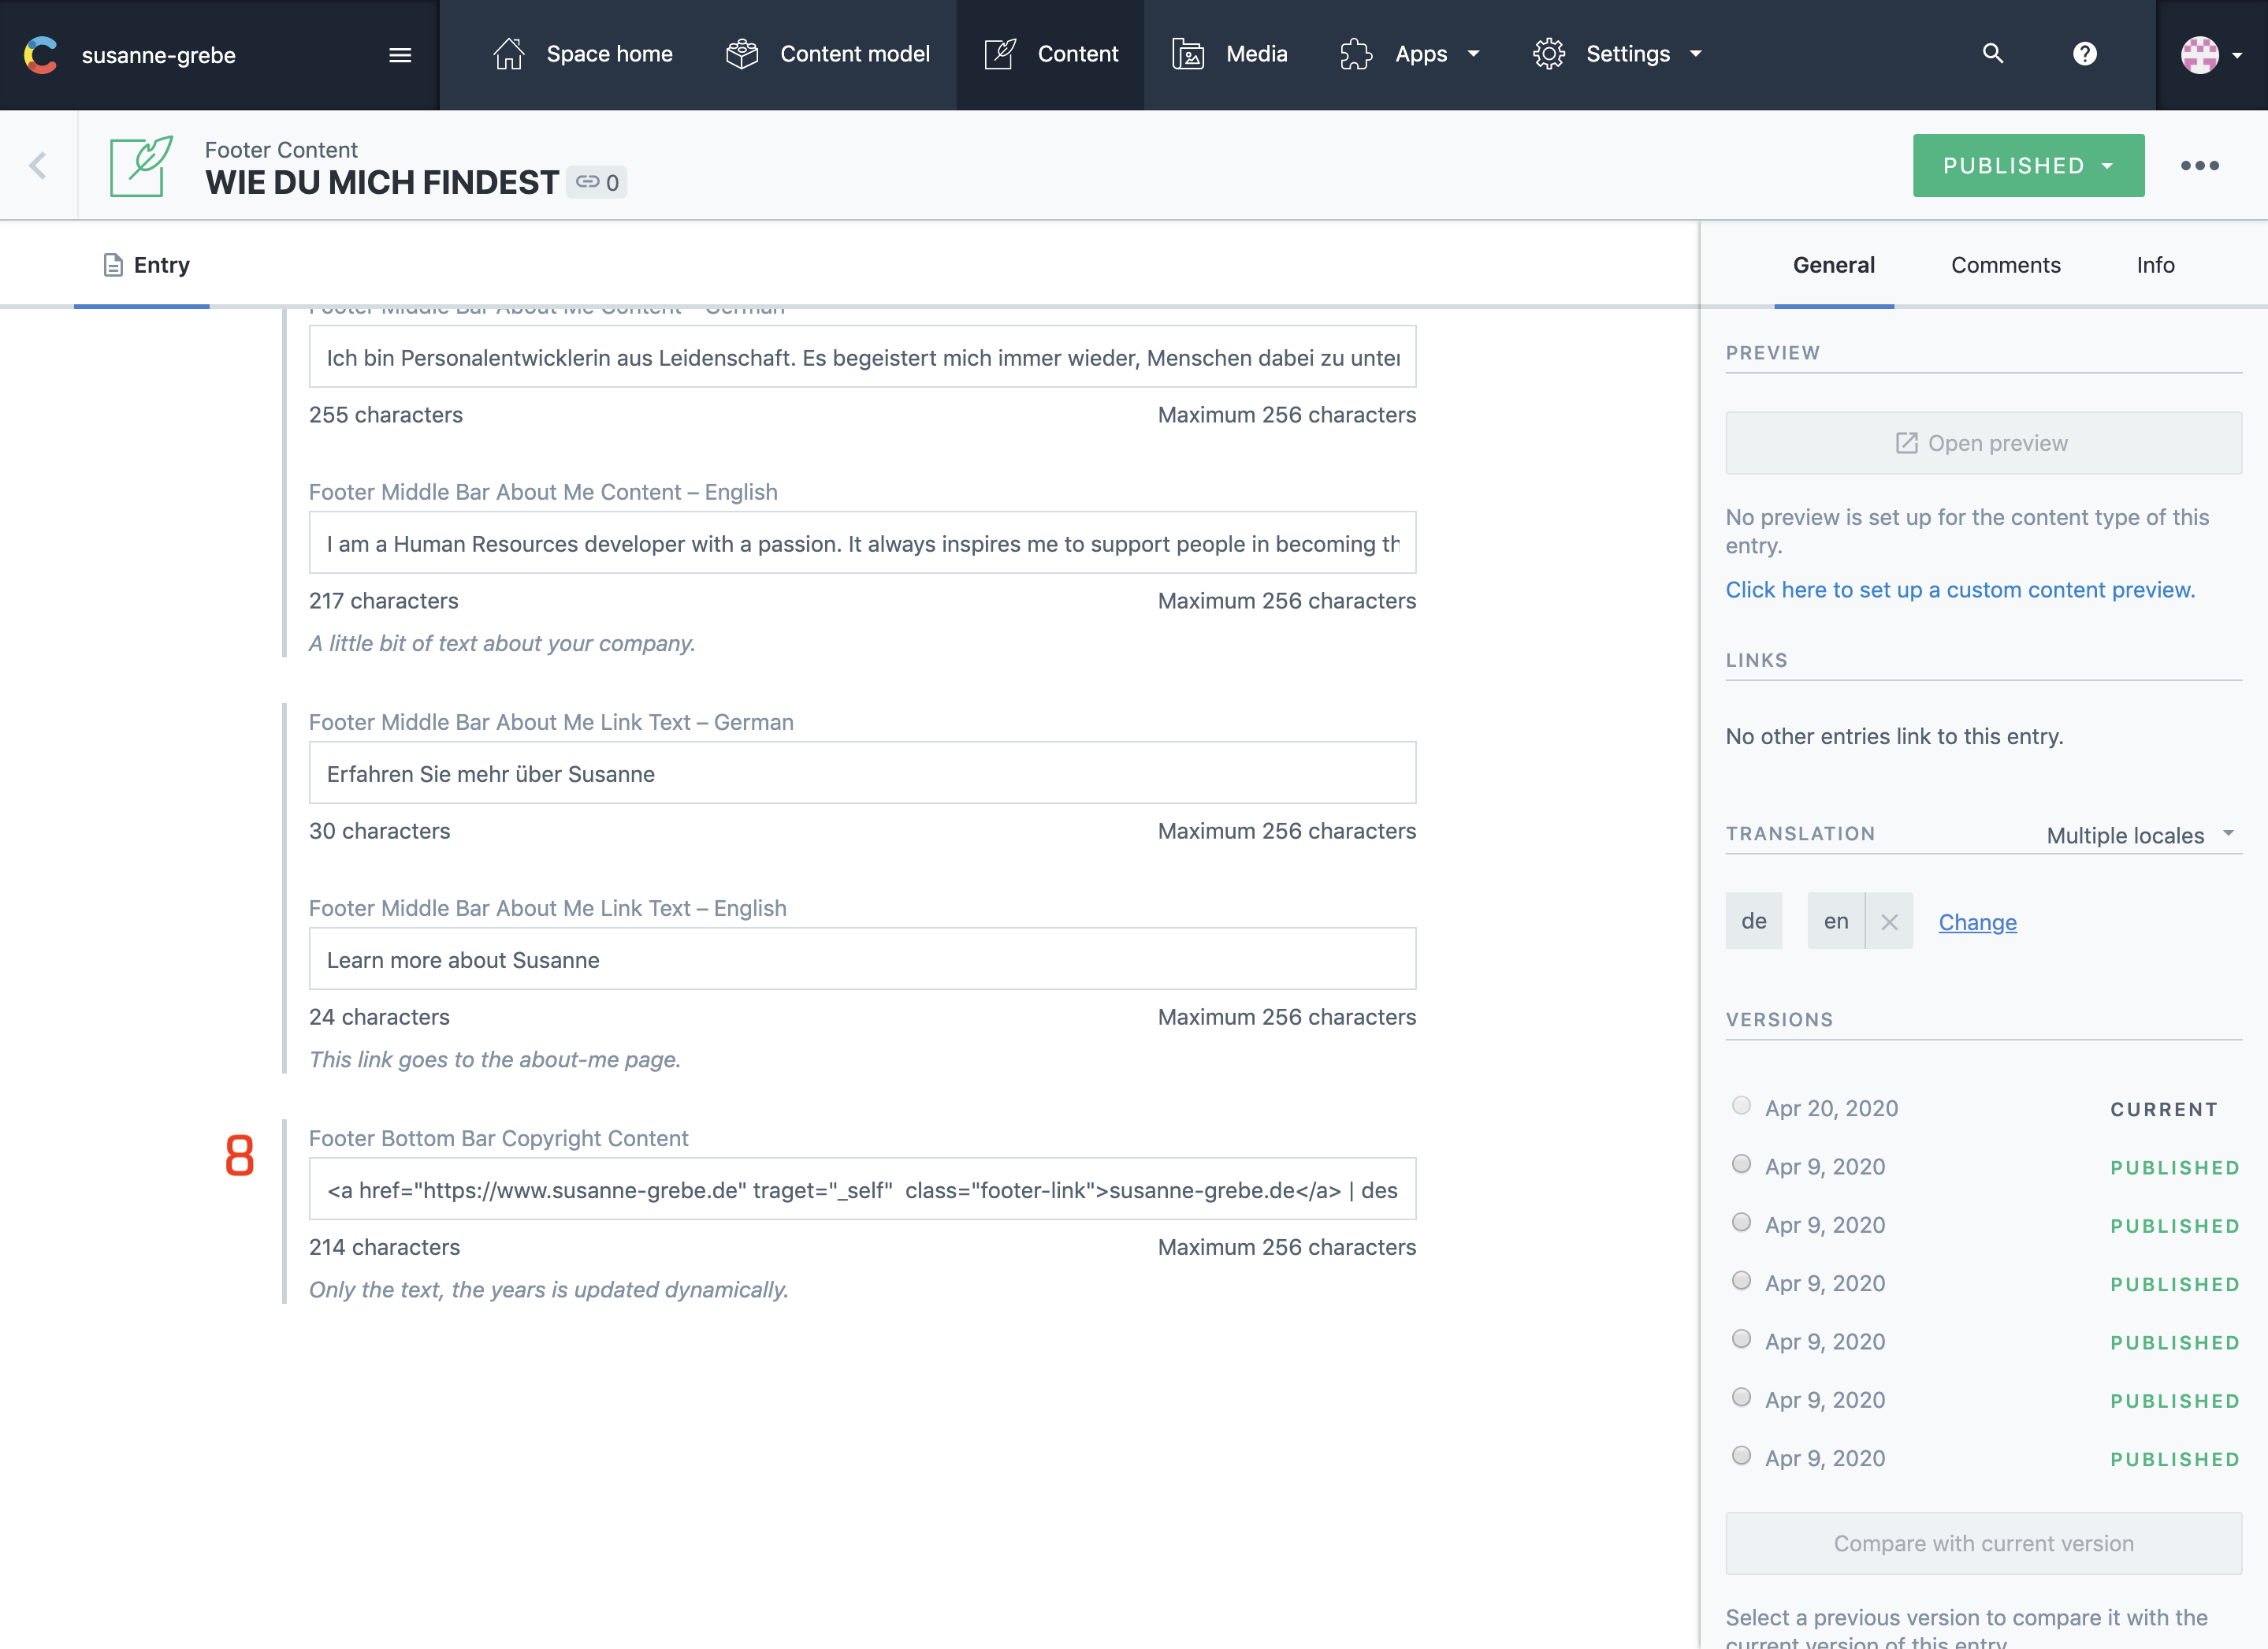 susanne-grebe
Space home
Content model
Content
Media
Apps
Settings
Footer Content
WIE DU MICH FINDEST 0
PUBLISHED
Entry
General
Comments
Info
Footer Middle Bar About Me Content – German
Ich bin Personalentwicklerin aus Leidenschaft. Es begeistert mich immer wieder, Menschen dabei zu
255 characters
Maximum 256 characters
Footer Middle Bar About Me Content – English
I am a Human Resources developer with a passion. It always inspires me to support people in becoming
217 characters
Maximum 256 characters
A little bit of text about your company.
Footer Middle Bar About Me Link Text – German
Erfahren Sie mehr über Susanne
30 characters
Maximum 256 characters
Footer Middle Bar About Me Link Text – English
Learn more about Susanne
24 characters
Maximum 256 characters
This link goes to the about-me page.
8
Footer Bottom Bar Copyright Content
<a href="https://www.susanne-grebe.de" traget="_self"  class="footer-link">susanne-grebe.de</a> | des
214 characters
Maximum 256 characters
Only the text, the years is updated dynamically.
PREVIEW
Open preview
No preview is set up for the content type of this
entry.
Click here to set up a custom content preview.
LINKS
No other entries link to this entry.
TRANSLATION
Multiple locales
de
en
Change
VERSIONS
Apr 20, 2020 CURRENT
Apr 9, 2020 PUBLISHED
Apr 9, 2020 PUBLISHED
Apr 9, 2020 PUBLISHED
Apr 9, 2020 PUBLISHED
Apr 9, 2020 PUBLISHED
Apr 9, 2020 PUBLISHED
Compare with current version
Select a previous version to compare it with the
current version of this entry